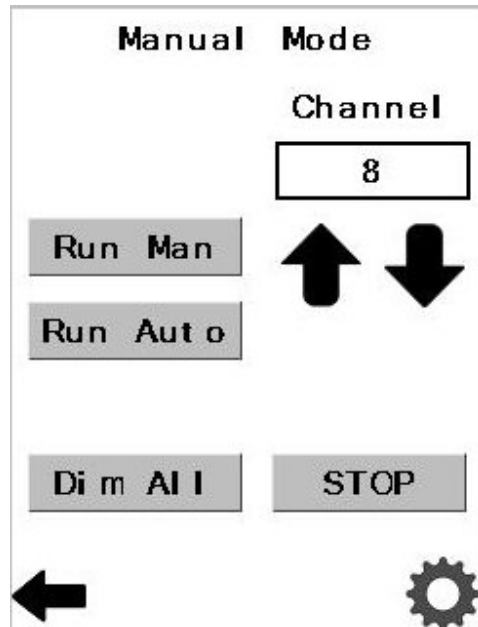 Manual Mode
Channel
8
Run Man
Run Auto
Dim All
STOP